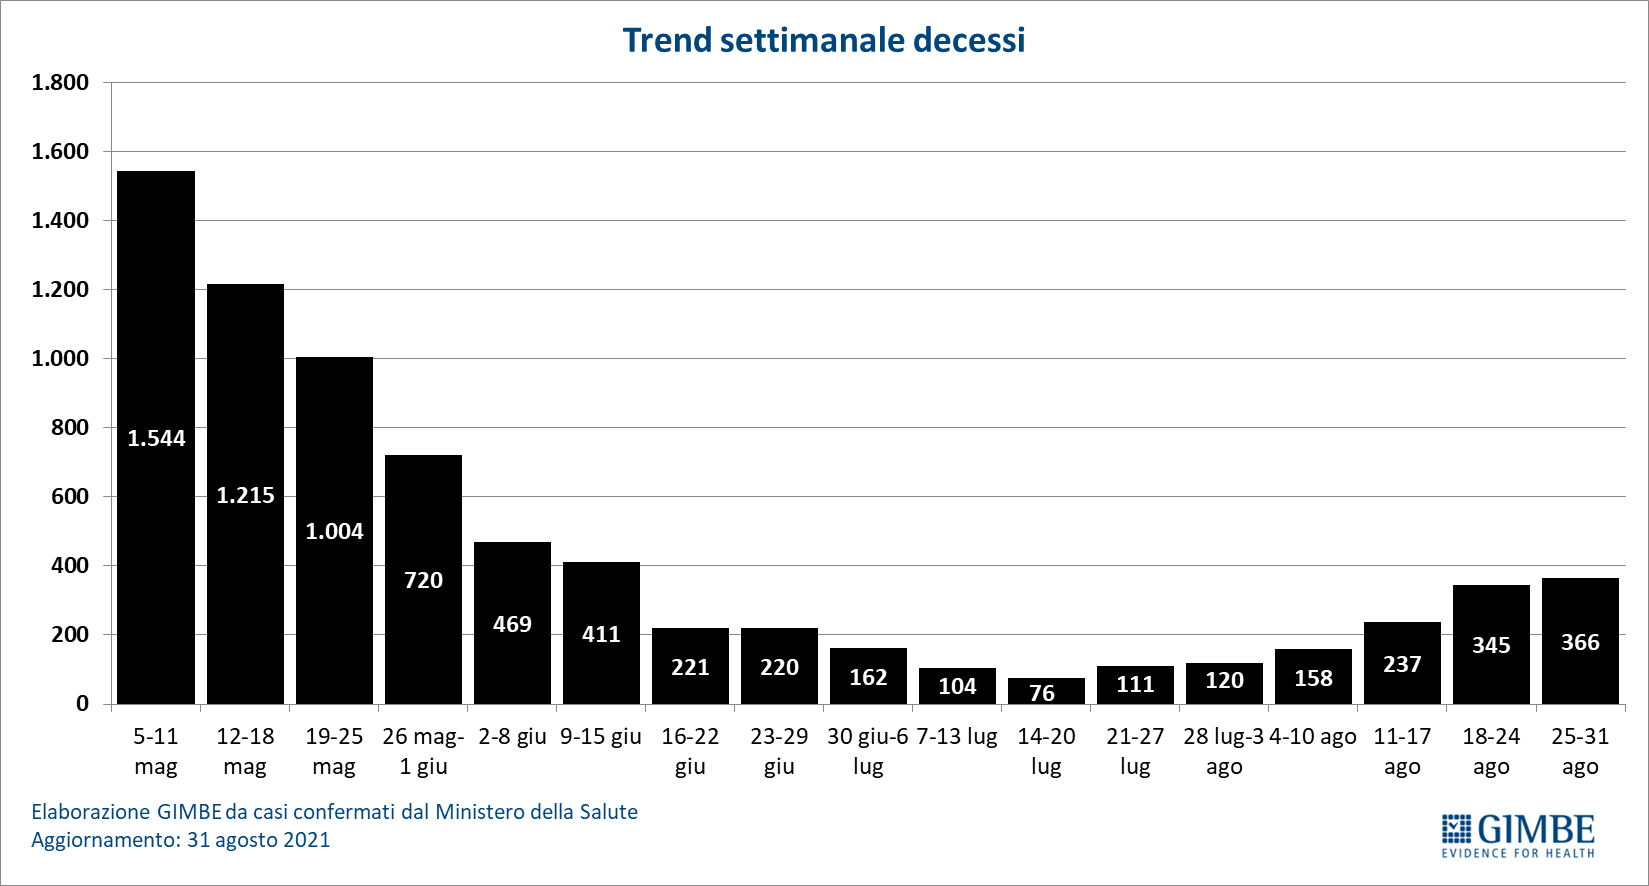 Trend settimanale decessi
1.800
1.600
1.400
1.200
1.000
800
600
400
200
0
1.544
1.215
1.004
720
469
411
221
220
162
104
76
111
120
158
237
345
366
5-11 mag
12-18 mag
19-25 mag
26 mag-1 giu
2-8 giu
9-15 giu
16-22 giu
23-29 giu
30 giu-6 lug
7-13 lug
14-20 lug
21-27 lug
28 lug-3 ago
4-10 ago
11-17 ago
18-24 ago
25-31 ago
Elaborazione GIMBE da casi confermati dal Ministero della Salute
Aggiornamento: 31 agosto 2021
GIMBE
EVIDENCE FOR HEALTH